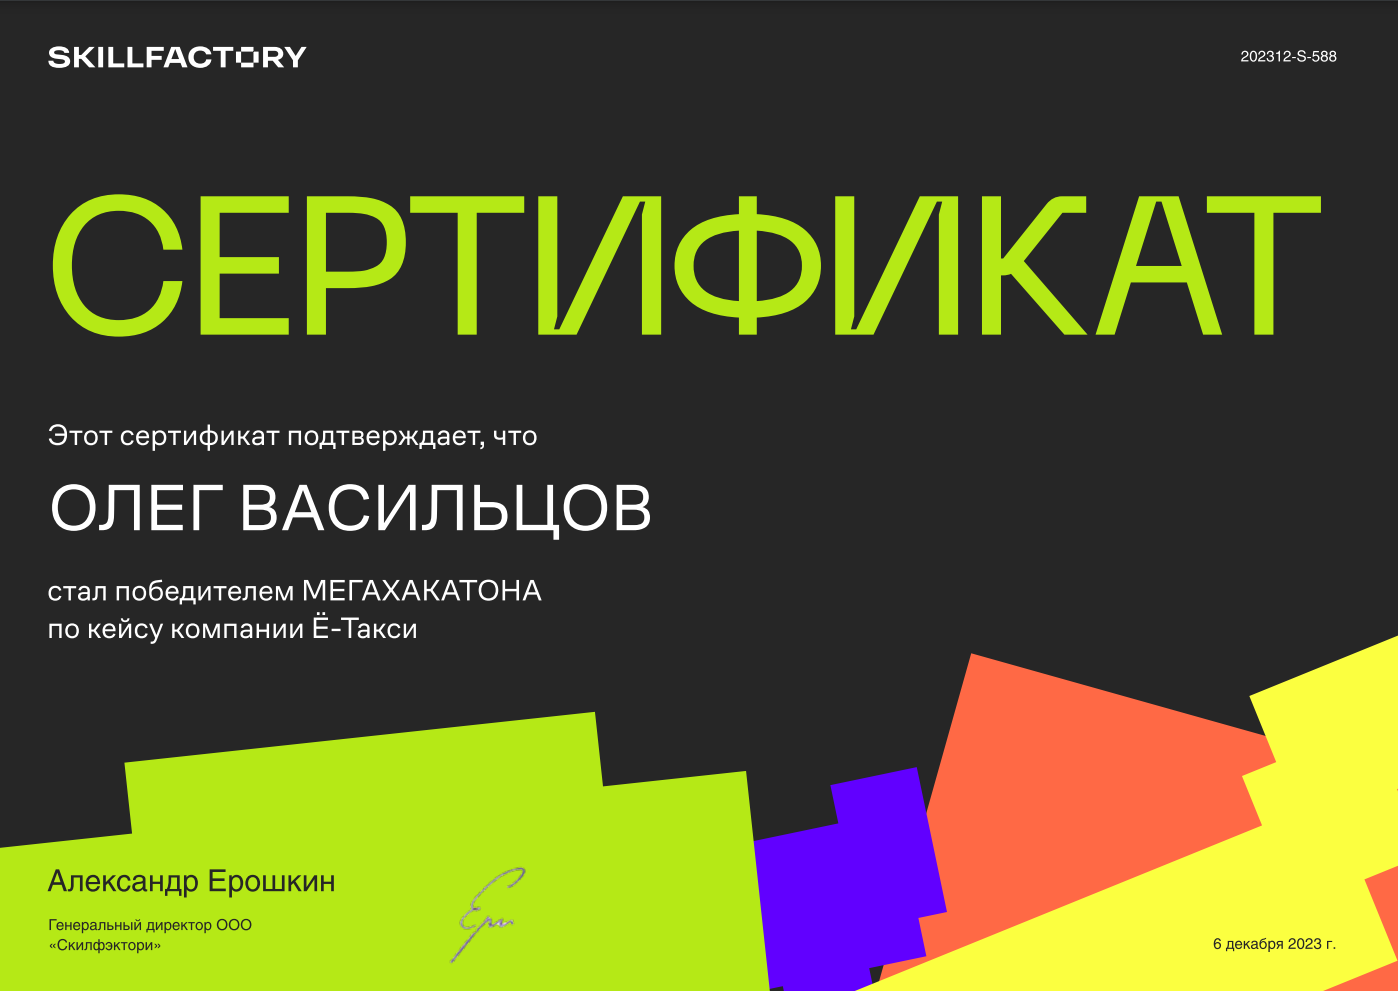 SKILLFACTORY
202312-S-588
СЕРТИФИКАТ
Этот сертификат подтверждает, что
ОЛЕГ ВАСИЛЬЦОВ
стал победителем МЕГАХАКАТОНА
по кейсу компании Ё-Такси
Александр Ерошкин
Генеральный директор ООО
«Скилфэктори»
6 декабря 2023 г.